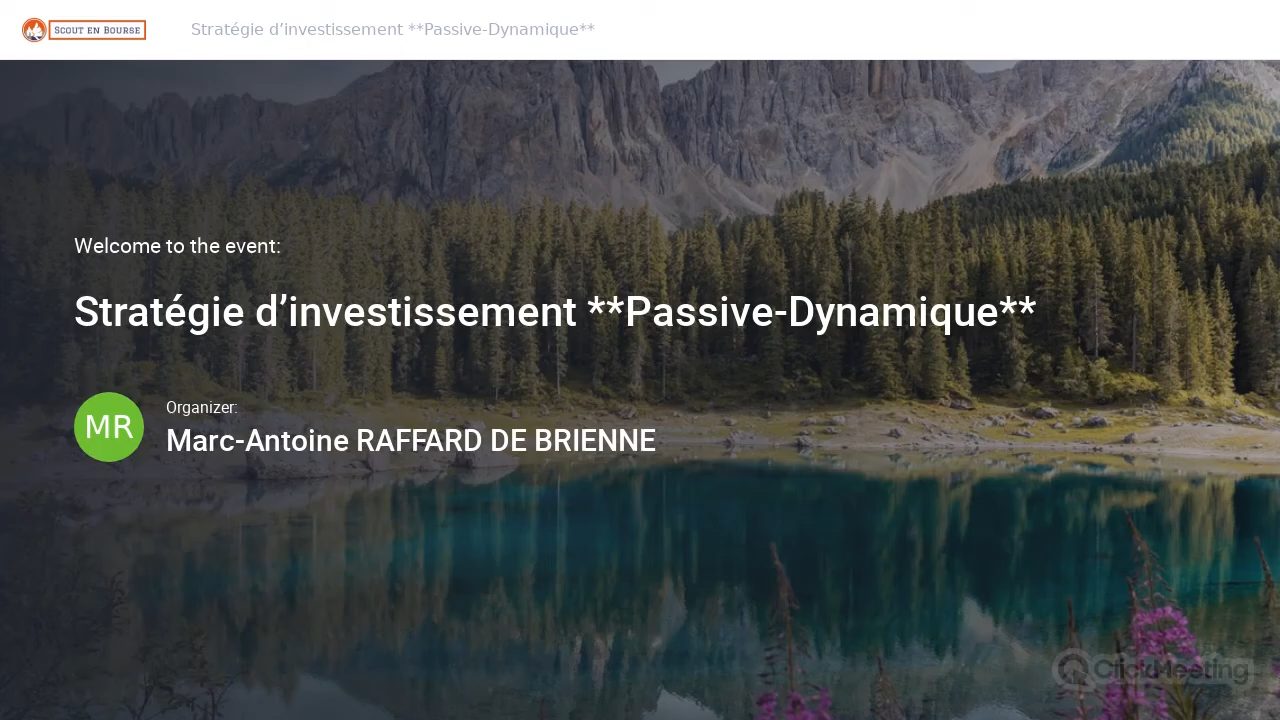 SCOUT EN BOURSE
Stratégie d’investissement **Passive-Dynamique**
Welcome to the event:
Stratégie d’investissement **Passive-Dynamique**
MR
Organizer:
Marc-Antoine RAFFARD DE BRIENNE
ClickMeeting